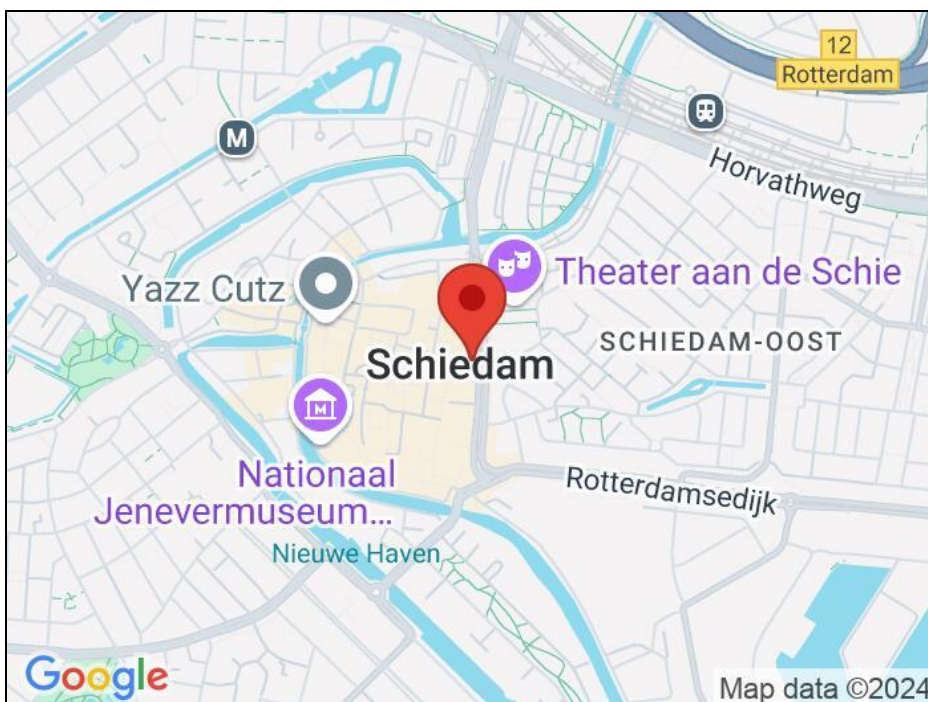 12
Rotterdam
M
Horvathweg
Yazz Cutz
Theater aan de Schie
SCHIEDAM-OOST
Schiedam
M
Nationaal
Jenevermuseum...
Rotterdamsedijk
Nieuwe Haven
Google
Map data ©2024